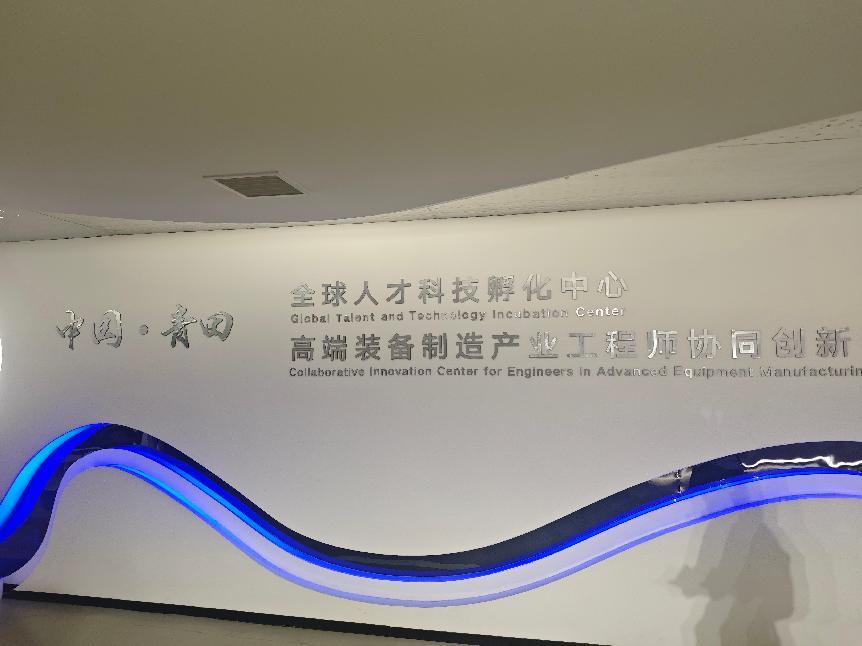 中国·青田
全球人才科技孵化中心
Global Talent and Technology Incubation Center
高端装备制造产业工程师协同创新
Collaborative Innovation Center for Engineers in Advanced Equipment Manufacturin